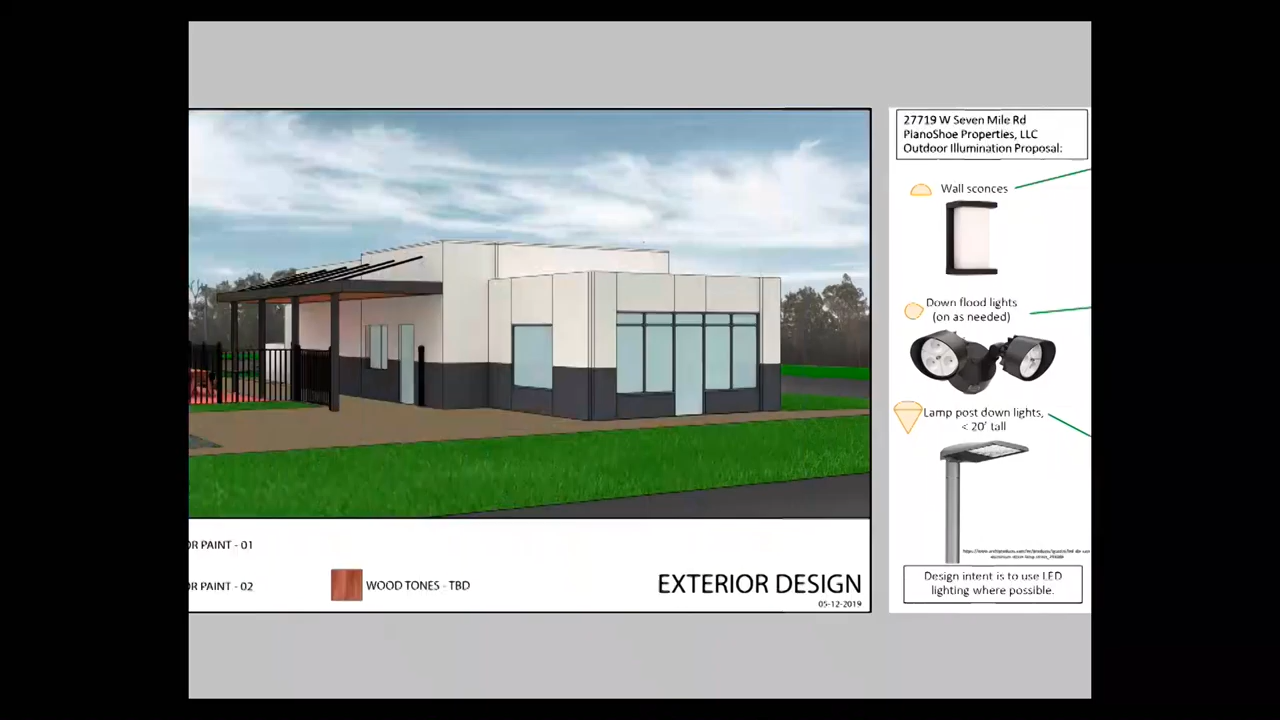 27719 W Seven Mile Rd
PianoShoe Properties, LLC
Outdoor Illumination Proposal:
Wall sconces
Down flood lights
(on as needed)
Lamp post down lights,
< 20' tall
Design intent is to use LED
lighting where possible.
OR PAINT - 01
OR PAINT - 02
WOOD TONES - TBD
EXTERIOR DESIGN
05-12-2019